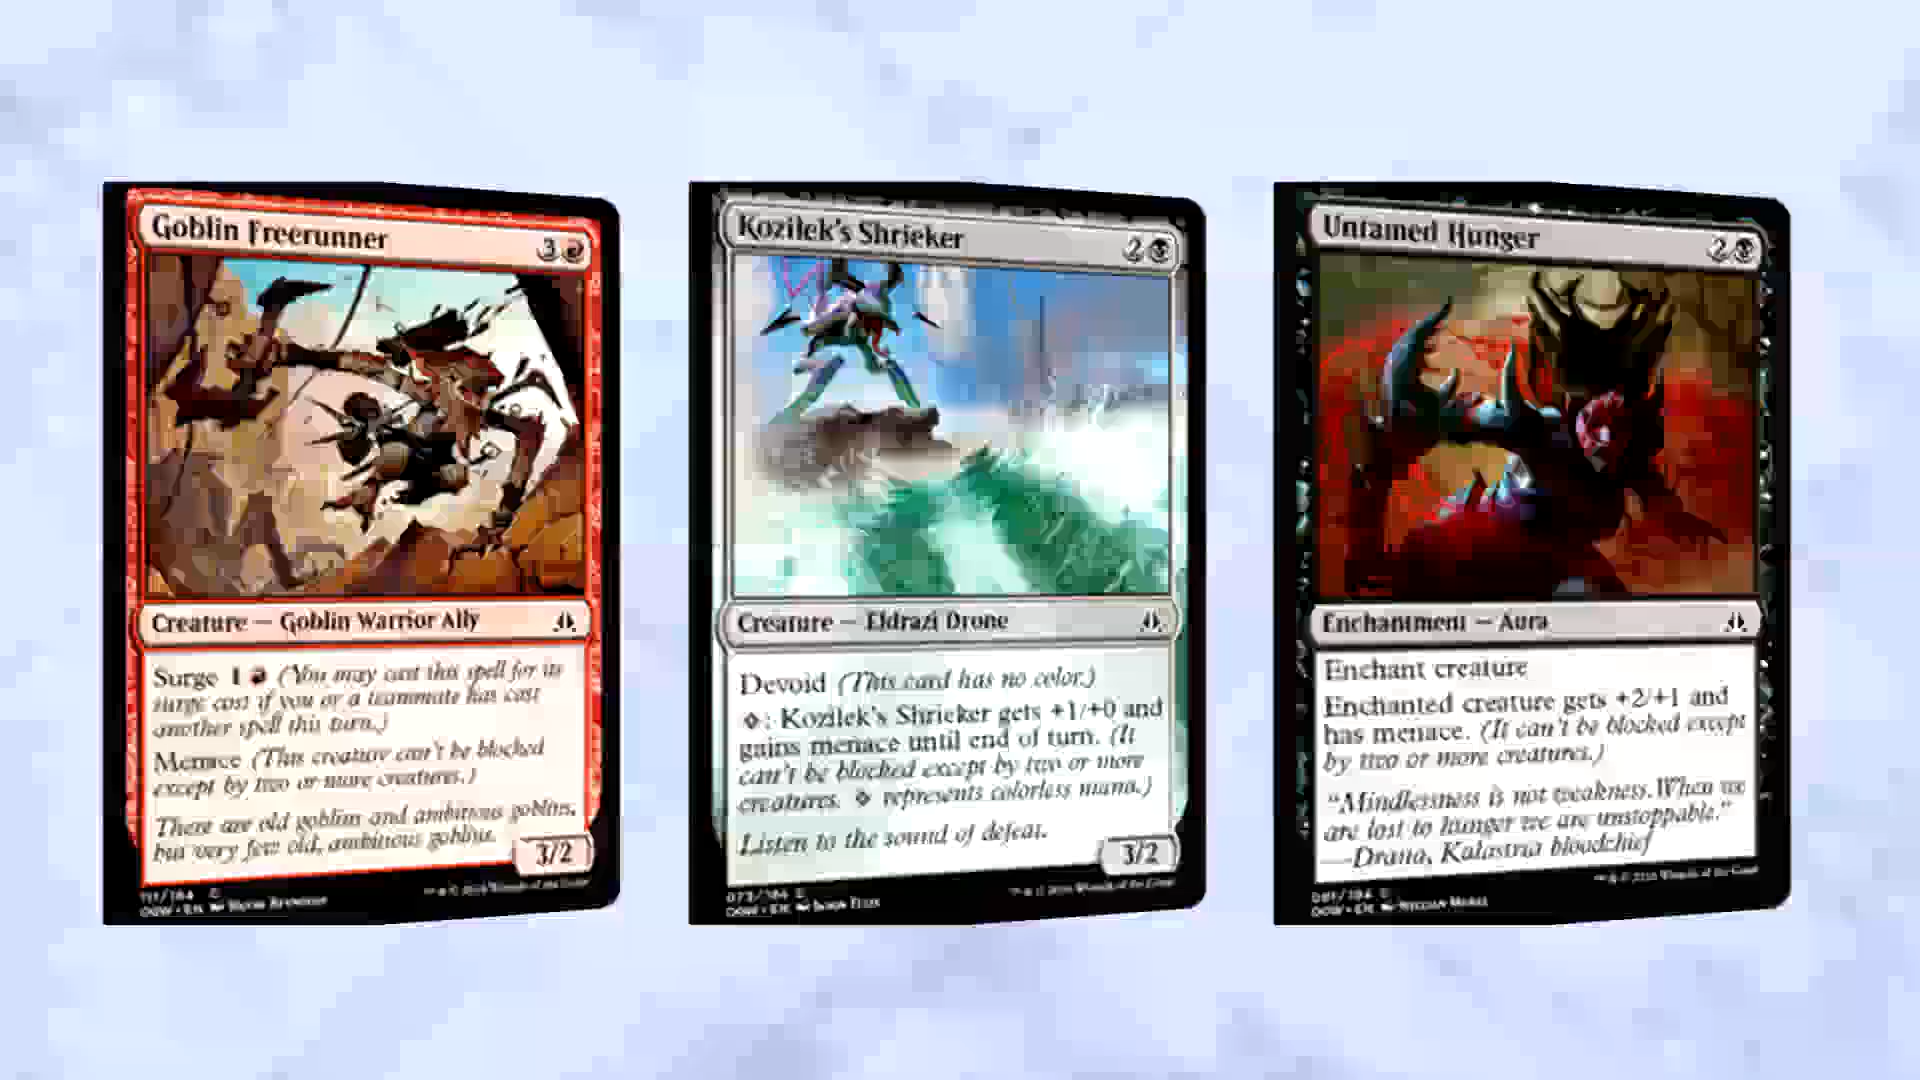 Goblin Freerunner
3
Creature — Goblin Warrior Ally
Surge 1 (You may cast this spell for its
surge cost if you or a teammate has cast
another spell this turn.)
Menace (This creature can't be blocked
except by two or more creatures.)
There are old goblins and ambitious goblins,
but very few old, ambitious goblins.
3/2
Kozilek's Shrieker
2
Creature — Eldrazi Drone
Devoid (This card has no color.)
: Kozilek's Shrieker gets +1/+0 and
gains menace until end of turn. (It
can't be blocked except by two or more
creatures. represents colorless mana.)
Listen to the sound of defeat.
3/2
Untamed Hunger
2
Enchantment — Aura
Enchant creature
Enchanted creature gets +2/+1 and
has menace. (It can't be blocked except
by two or more creatures.)
"Mindlessness is not weakness. When we
are lost to hunger we are unstoppable."
—Drana, Kalastria bloodchief